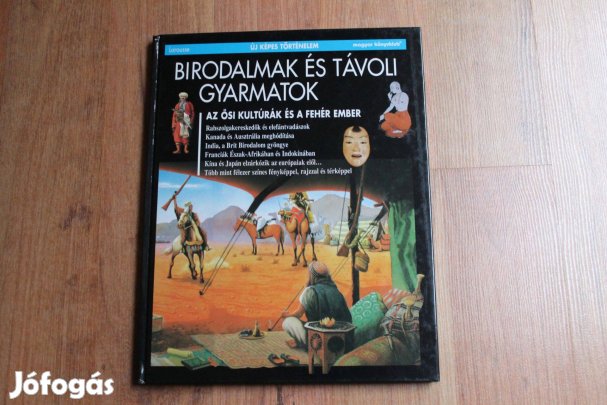 Larousse
ÚJ KÉPES TÖRTÉNELEM
magyar könyvklub
BIRODALMAK ÉS TÁVOLI
GYARMATOK
AZ ŐSI KULTÚRÁK ÉS A FEHÉR EMBER
Rabszolgakereskedők és elefántvadászok
Kanada és Ausztrália meghódítása
India, a Brit Birodalom gyöngye
Franciák Észak-Afrikában és Indokínában
Kína és Japán elzárkózik az európaiak elől...
Több mint félezer színes fényképpel, rajzzal és térképpel
Jófogás